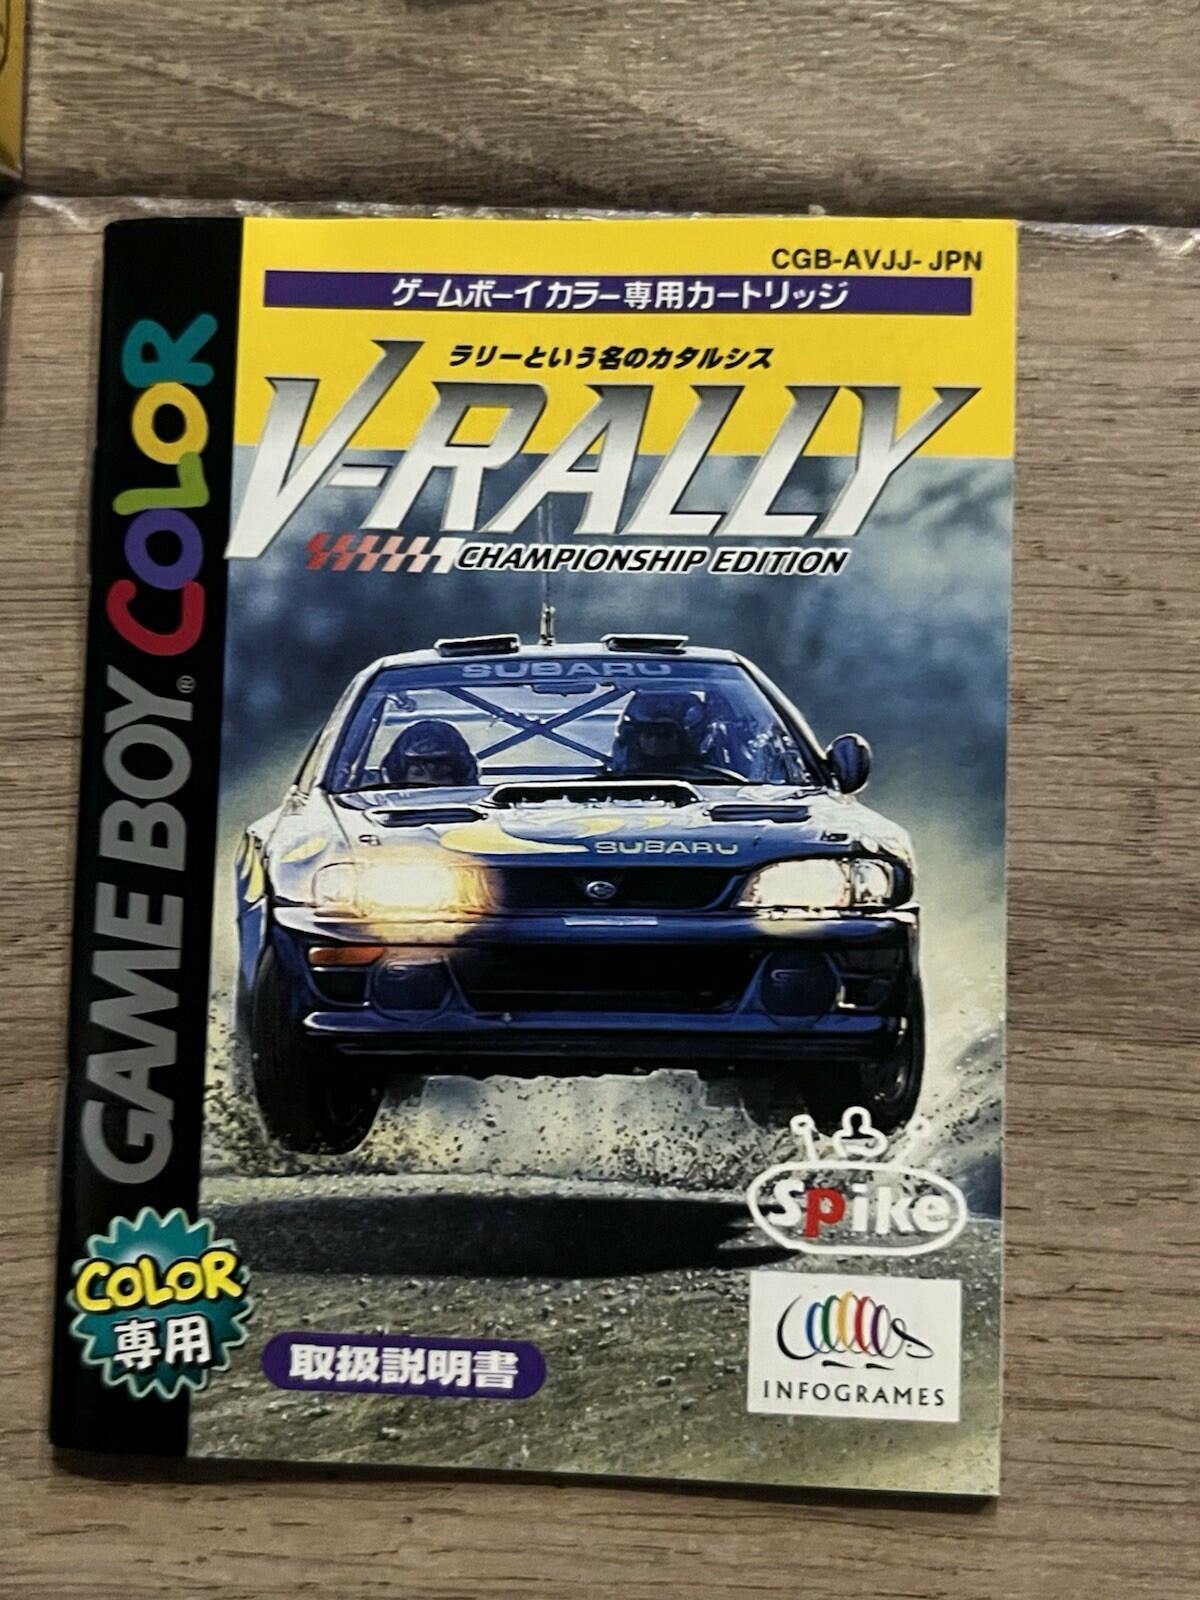 CGB-AVJJ-JPN
ゲームボーイカラー専用カートリッジ
ラリーという名のカタルシス
V-RALLY
CHAMPIONSHIP EDITION
GAME BOY® COLOR
SUBARU
SUBARU
Spike
COLOR
専用
取扱説明書
INFOGRAMES